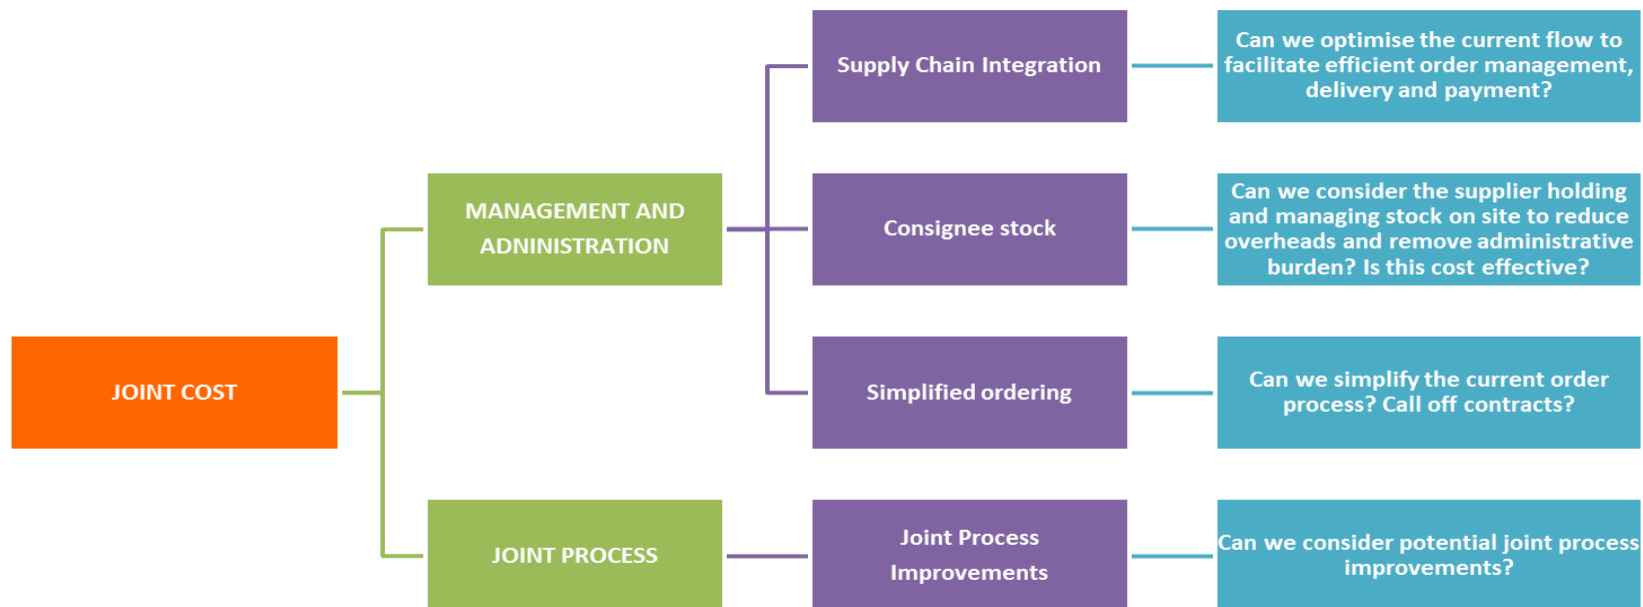 Supply Chain Integration
Can we optimise the current flow to
facilitate efficient order management,
delivery and payment?
MANAGEMENT AND
ADNINISTRATION
Consignee stock
Can we consider the supplier holding
and managing stock on site to reduce
overheads and remove administrative
burden? Is this cost effective?
JOINT COST
Simplified ordering
Can we simplify the current order
process? Call off contracts?
JOINT PROCESS
Joint Process
Improvements
Can we consider potential joint process
improvements?